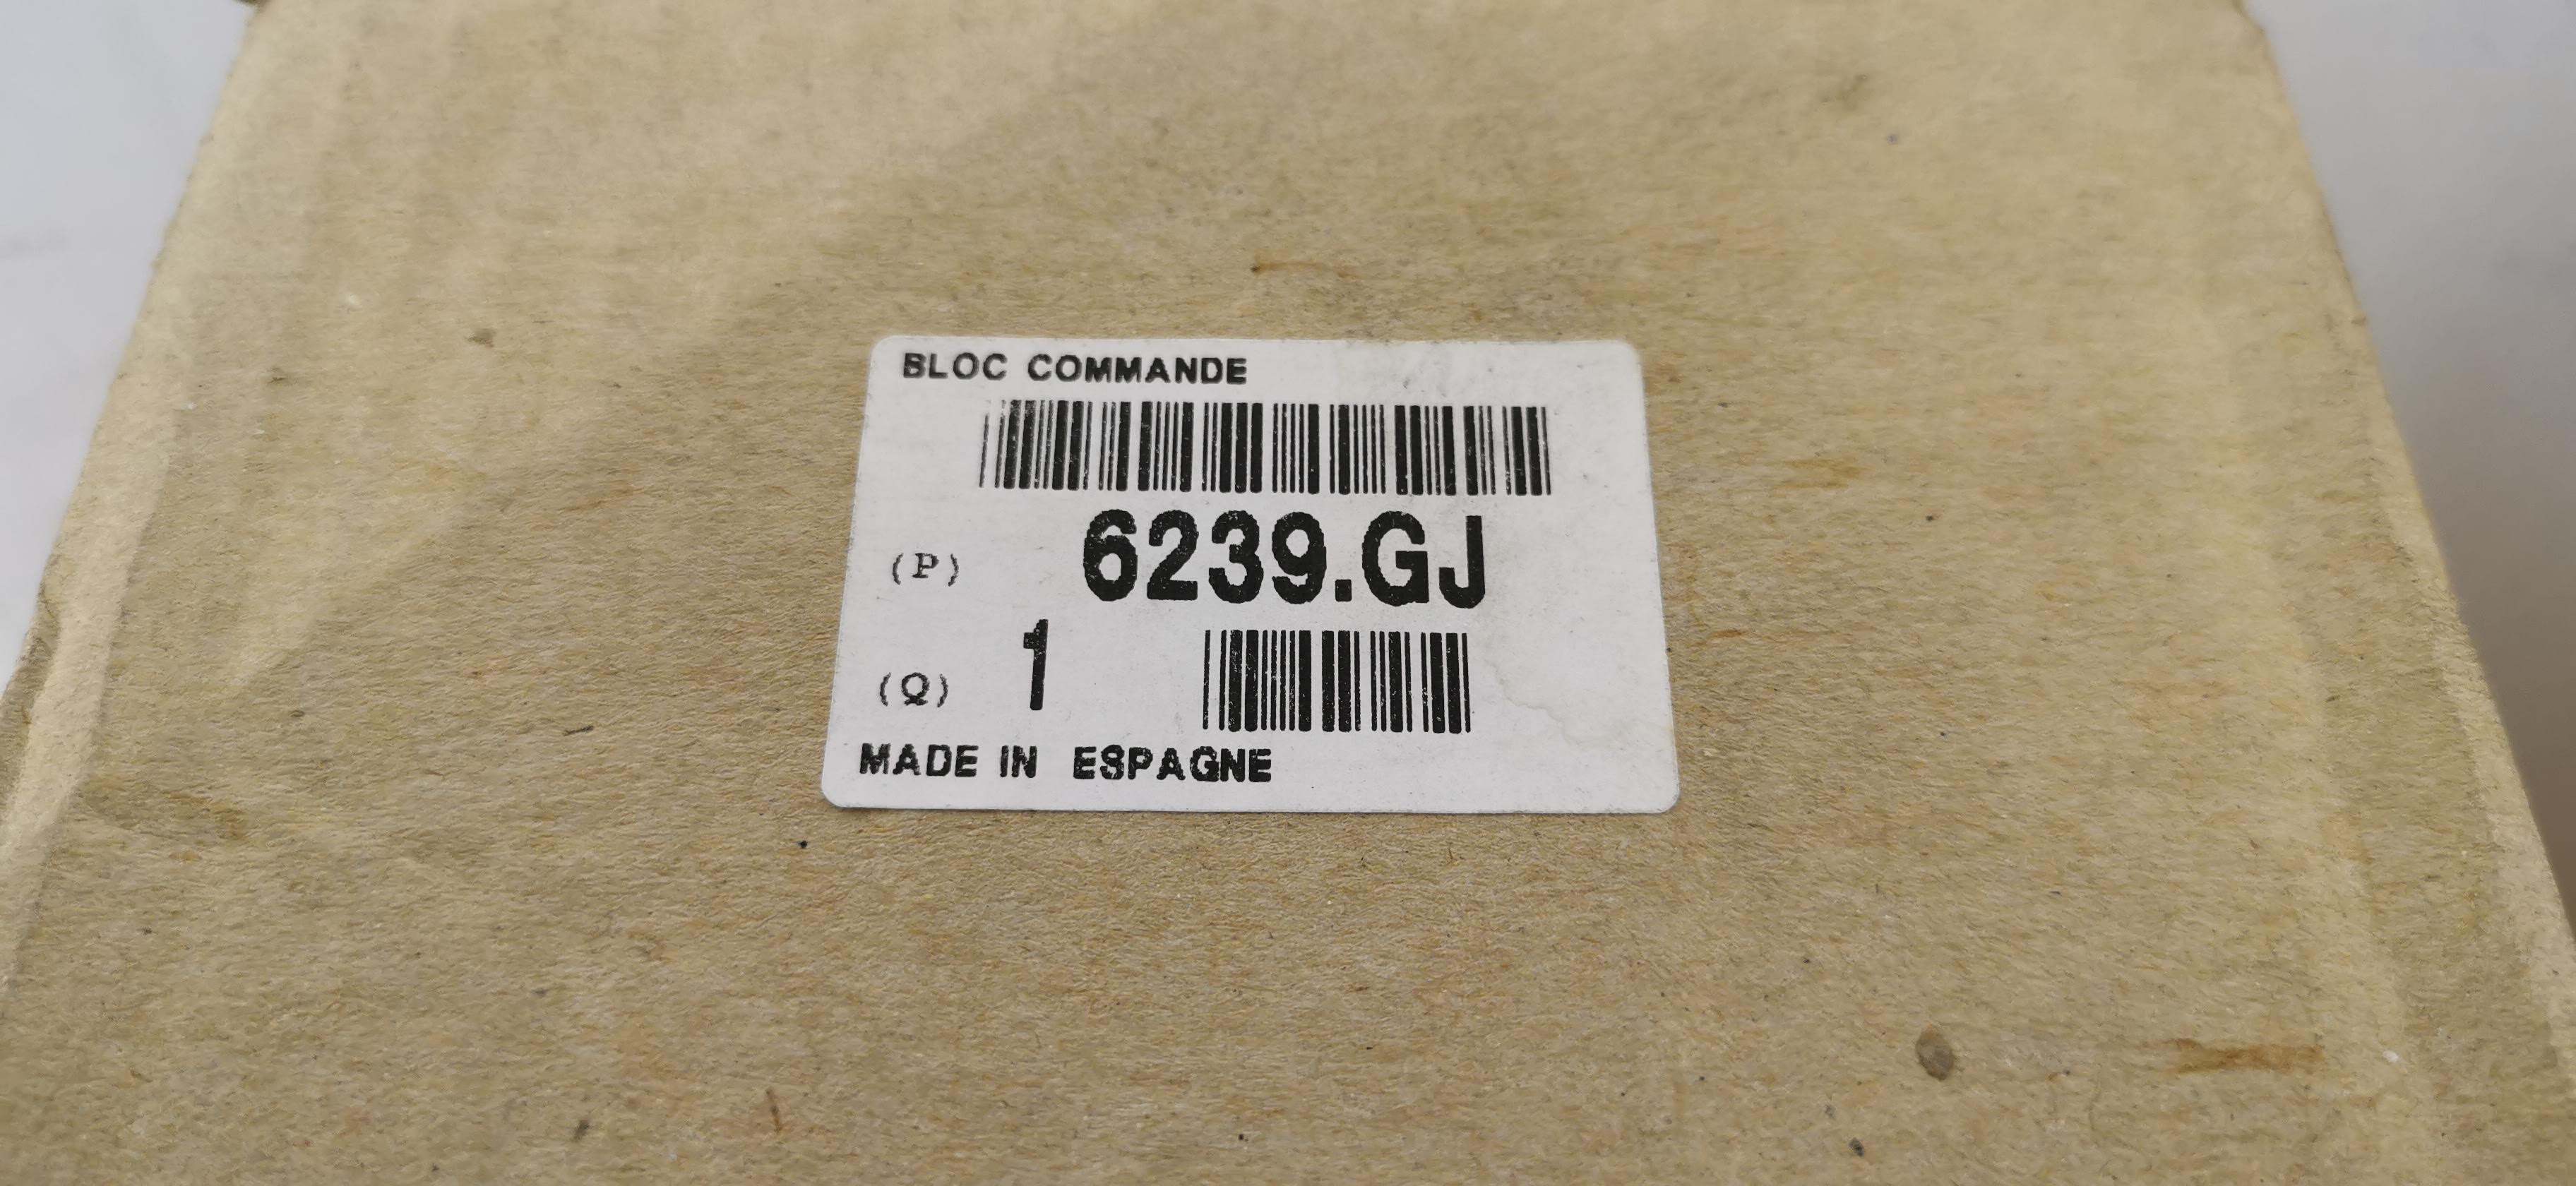 BLOC COMMANDE
(P) 6239.GJ
(Q) 1
MADE IN ESPAGNE